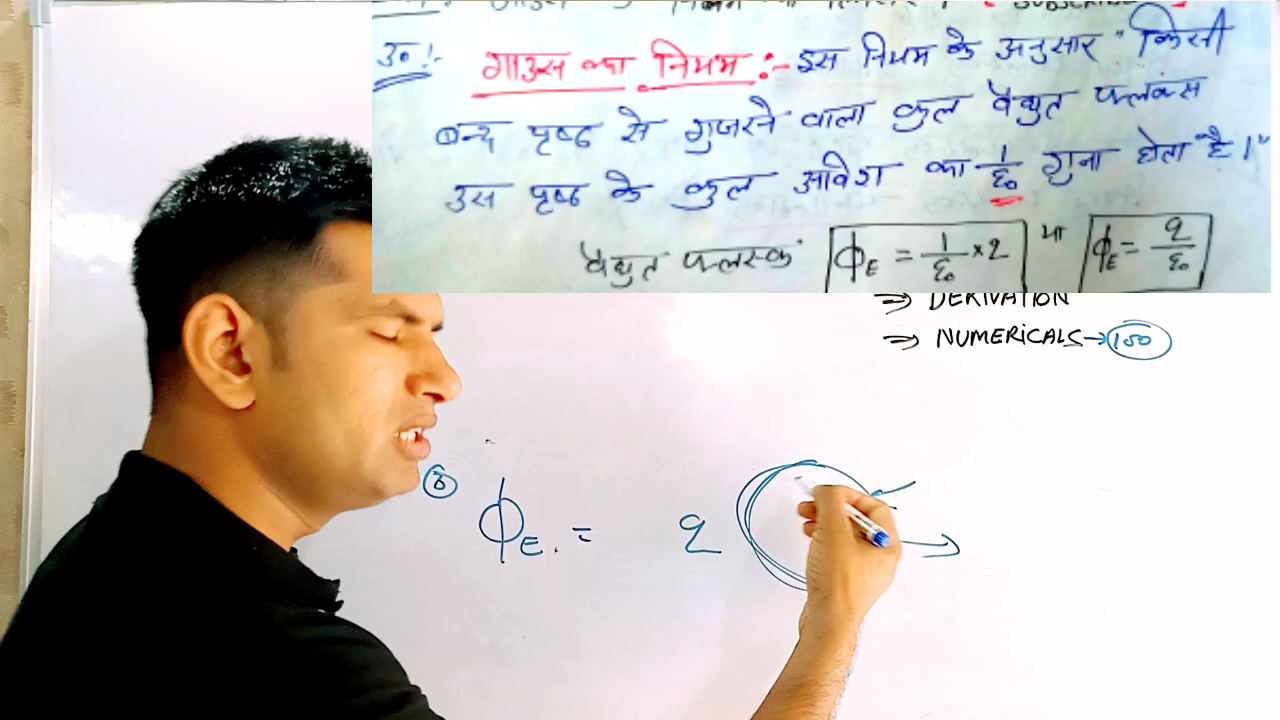 उ०!:-
गाउस का नियम :- इस नियम के अनुसार " किसी
बन्द पृष्ठ से गुजरने वाला कुल वैद्युत फ्लक्स
उस पृष्ठ के कुल आवेश का 1/ε₀ गुना होता है।"
वैद्युत फ्लस्कं ϕE = 1/ε₀ × q या ϕE = q/ε₀
⇒ DERIVATION
⇒ NUMERICALS → 150
ϕE. = q